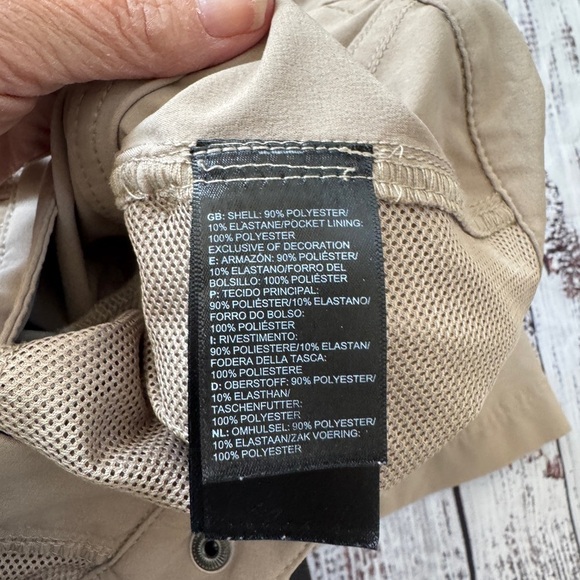 GB: SHELL: 90% POLYESTER/
10% ELASTANE/POCKET LINING:
100% POLYESTER
EXCLUSIVE OF DECORATION
E: ARMAZÓN: 90% POLIÉSTER/
10% ELASTANO/FORRO DEL
BOLSILLO: 100% POLIÉSTER
P: TECIDO PRINCIPAL:
90% POLIÉSTER/10% ELASTANO/
FORRO DO BOLSO:
100% POLIÉSTER
I: RIVESTIMENTO:
90% POLIESTERE/10% ELASTAN/
FODERA DELLA TASCA:
100% POLIESTERE
D: OBERSTOFF: 90% POLYESTER/
10% ELASTHAN/
TASCHENFUTTER:
100% POLYESTER
NL: OMHULSEL: 90% POLYESTER/
10% ELASTAAN/ZAK VOERING:
100% POLYESTER